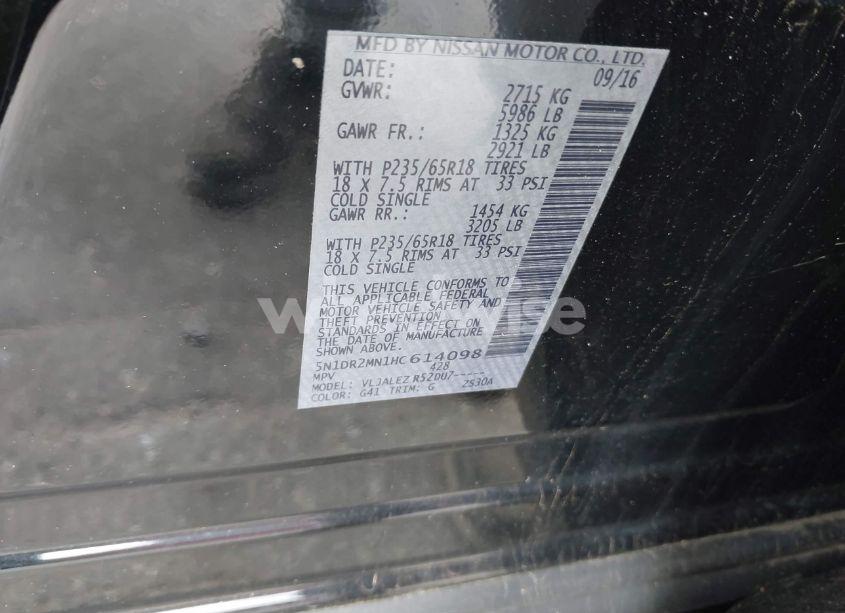 MFD BY NISSAN MOTOR CO., LTD.
DATE: 09/16
GVWR: 2715 KG
5986 LB
GAWR FR.: 1325 KG
2921 LB
WITH P235/65R18 TIRES
18 X 7.5 RIMS AT 33 PSI
COLD SINGLE
GAWR RR.: 1454 KG
3205 LB
WITH P235/65R18 TIRES
18 X 7.5 RIMS AT 33 PSI
COLD SINGLE
THIS VEHICLE CONFORMS TO
ALL APPLICABLE FEDERAL
MOTOR VEHICLE SAFETY AND
THEFT PREVENTION
STANDARDS IN EFFECT ON
THE DATE OF MANUFACTURE
SHOWN ABOVE.
5N1DR2MN1HC614098
MPV 428
MODEL: VLJALEZ R52DU7-----
COLOR: G41 TRIM: G 2S30A